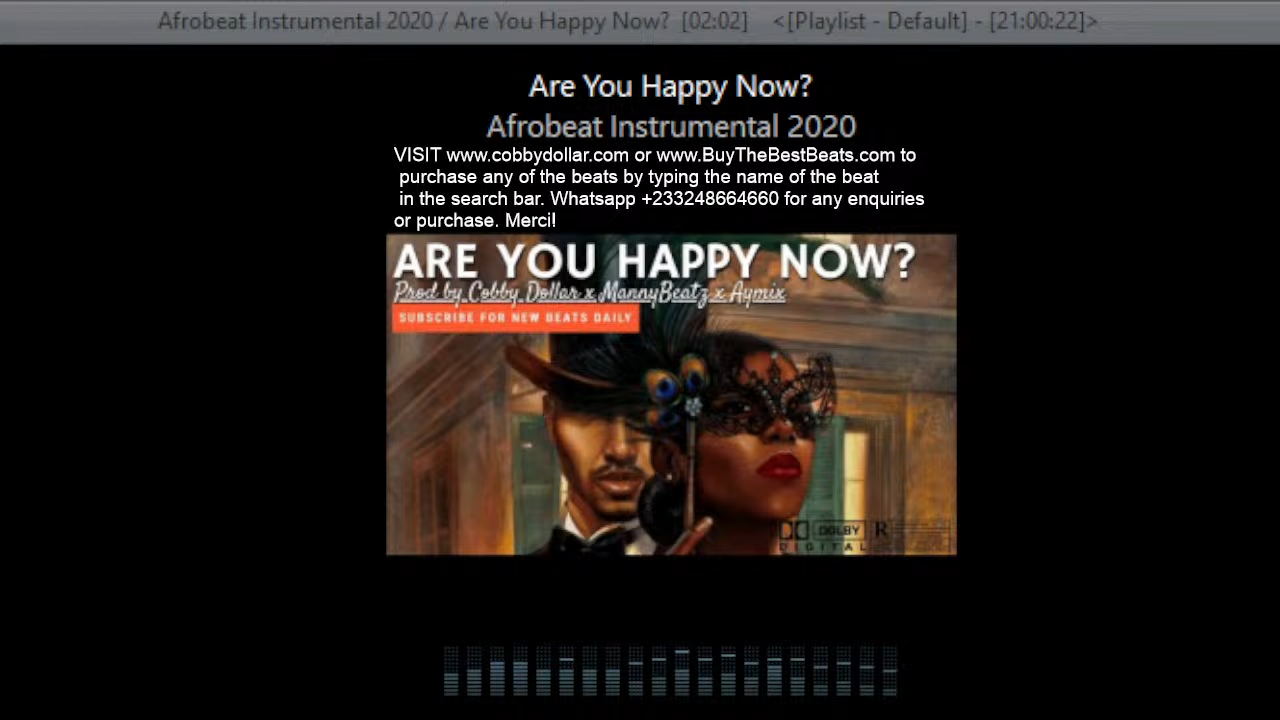 Afrobeat Instrumental 2020 / Are You Happy Now? [02:02] <[Playlist - Default] - [21:00:22]>
Are You Happy Now?
Afrobeat Instrumental 2020
VISIT www.cobbydollar.com or www.BuyTheBestBeats.com to
purchase any of the beats by typing the name of the beat
in the search bar. Whatsapp +233248664660 for any enquiries
or purchase. Merci!
ARE YOU HAPPY NOW?
Prod by Cobby Dollar x MannyBeatz x Aymix
SUBSCRIBE FOR NEW BEATS DAILY
DOLBY R
DIGITAL